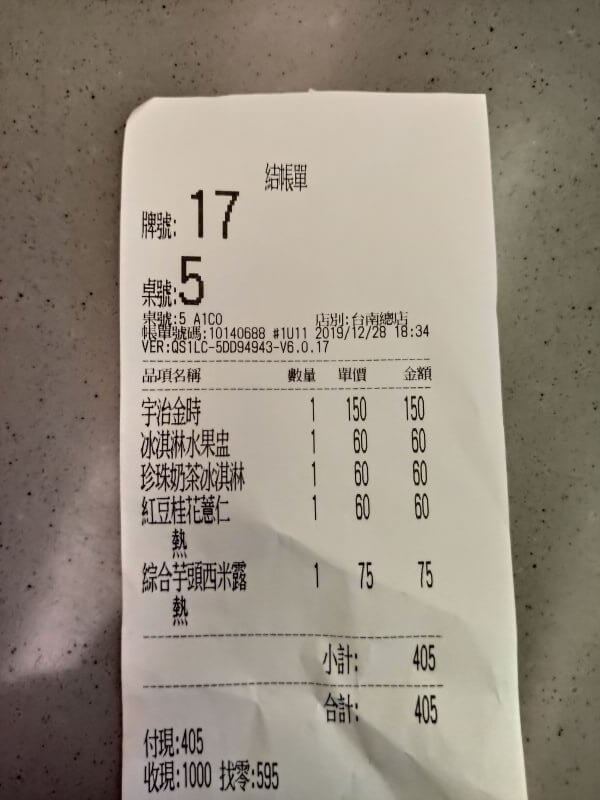 結帳單
牌號: 17
桌號:5
桌號:5 A1CO 店別:台南總店
帳單號碼:10140688 #1U11 2019/12/28 18:34
VER:QS1LC-5DD94943-V6.0.17
品項名稱 數量 單價 金額
宇治金時 1 150 150
冰淇淋水果盅 1 60 60
珍珠奶茶冰淇淋 1 60 60
紅豆桂花薏仁 1 60 60
熱
綜合芋頭西米露 1 75 75
熱
小計: 405
合計: 405
付現:405
收現:1000 找零:595